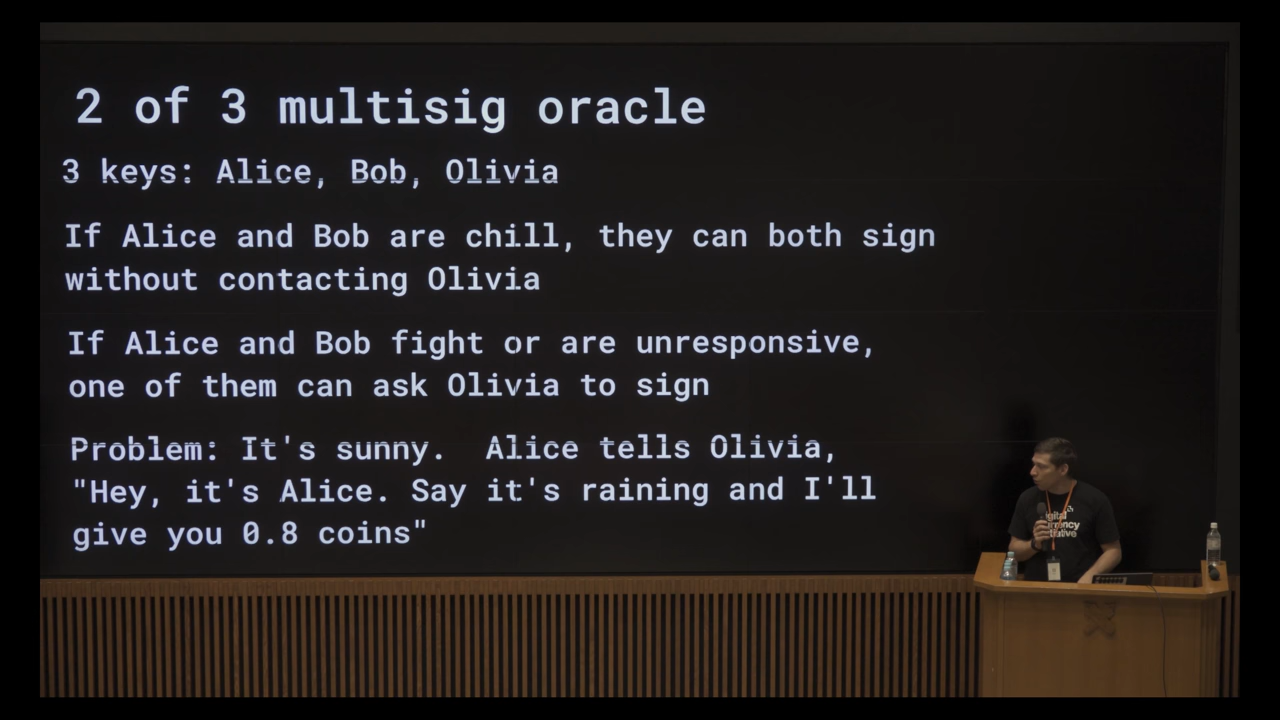 2 of 3 multisig oracle
3 keys: Alice, Bob, Olivia
If Alice and Bob are chill, they can both sign
without contacting Olivia
If Alice and Bob fight or are unresponsive,
one of them can ask Olivia to sign
Problem: It's sunny.  Alice tells Olivia,
"Hey, it's Alice. Say it's raining and I'll
give you 0.8 coins"